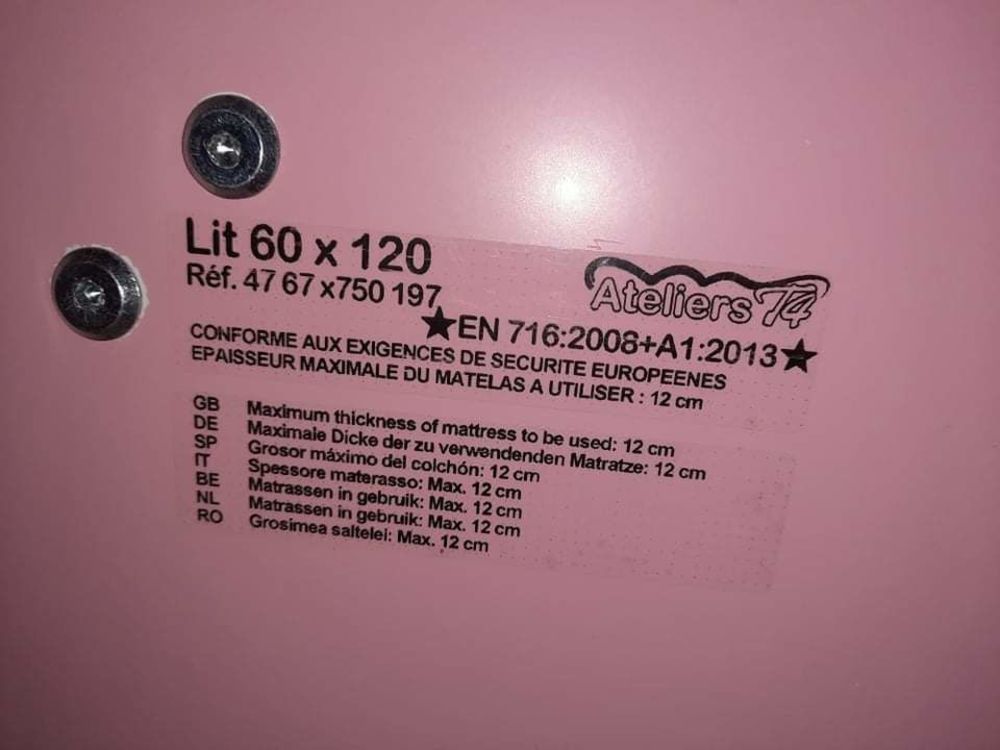 Lit 60 x 120
Réf. 47 67 x750 197
Ateliers 74
★EN 716:2008+A1:2013★
CONFORME AUX EXIGENCES DE SECURITE EUROPEENES
EPAISSEUR MAXIMALE DU MATELAS A UTILISER : 12 cm
GB Maximum thickness of mattress to be used: 12 cm
DE Maximale Dicke der zu verwendenden Matratze: 12 cm
SP Grosor máximo del colchón: 12 cm
IT Spessore materasso: Max. 12 cm
BE Matrassen in gebruik: Max. 12 cm
NL Matrassen in gebruik: Max. 12 cm
RO Grosimea saltelei: Max. 12 cm